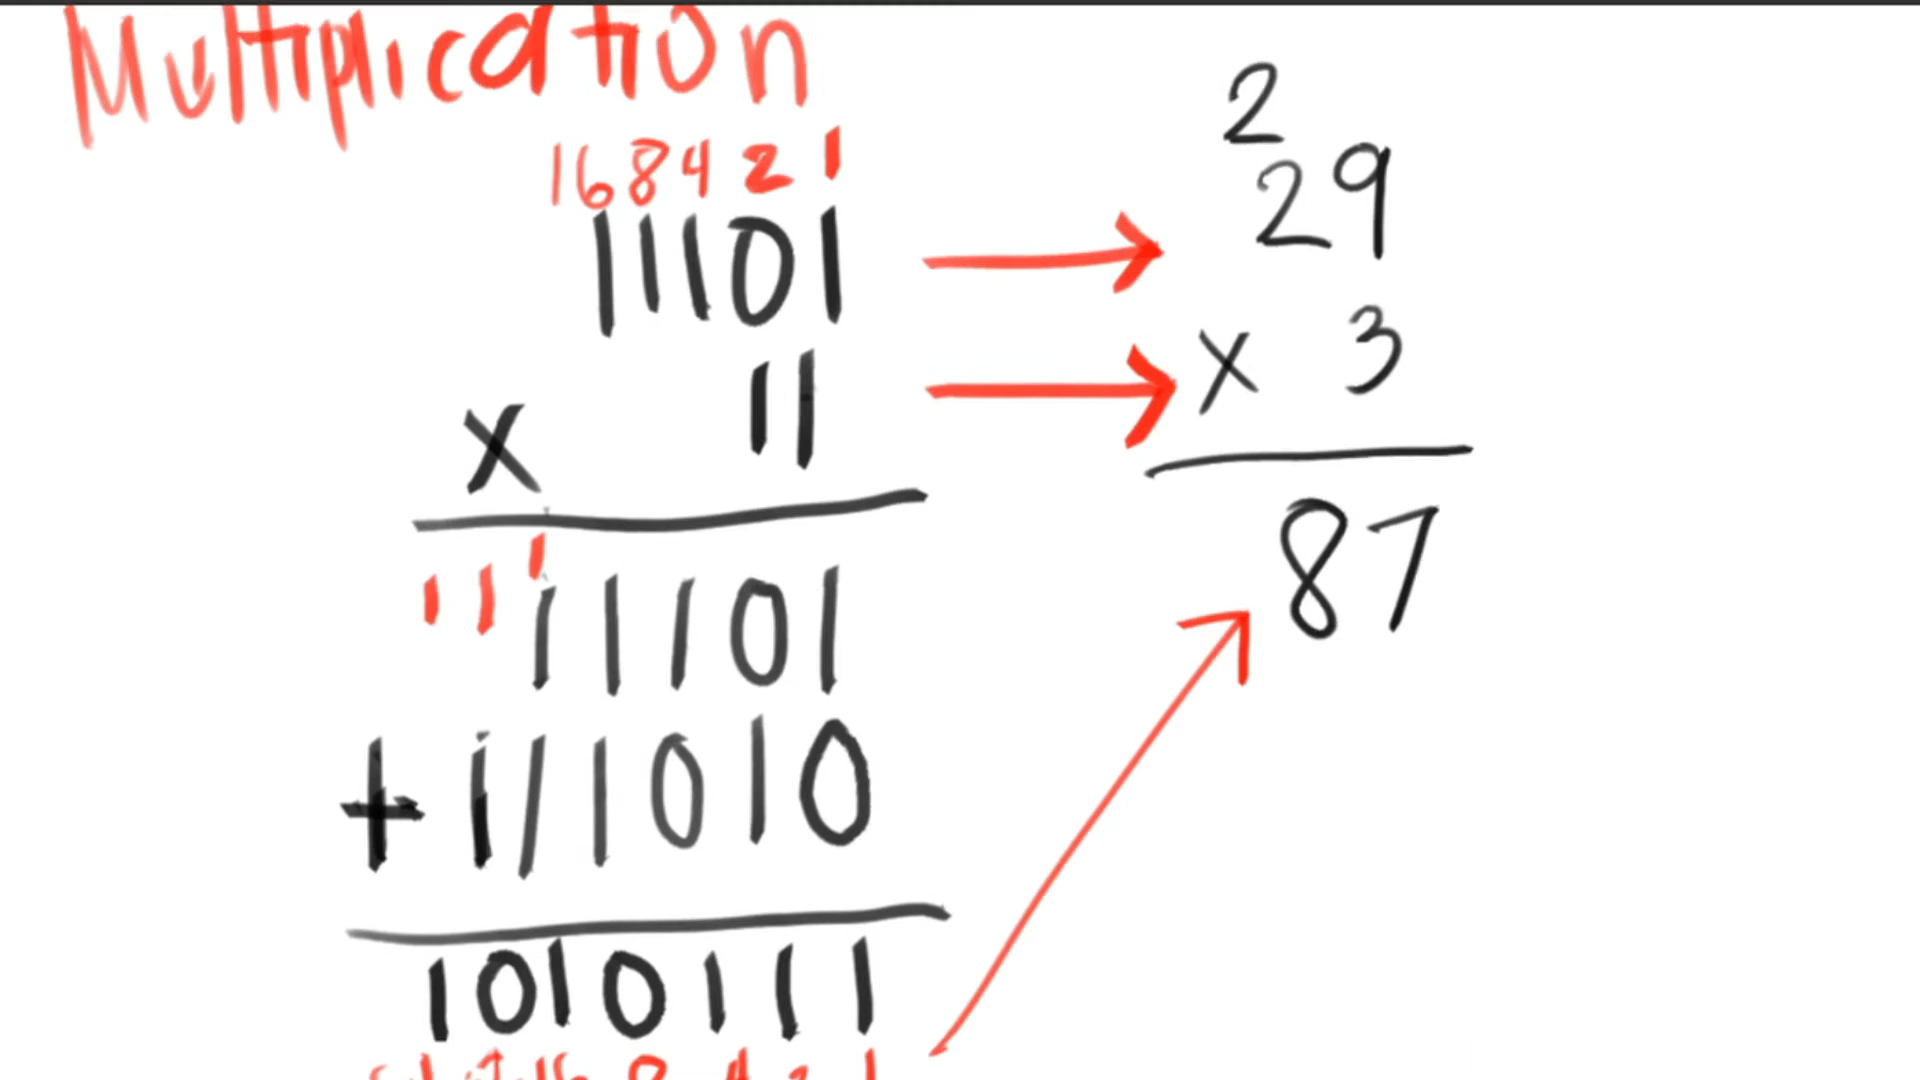 Multiplication
16 8 4 2 1
11101
x 11
1 1 1
11101
+ 111010
1010111
2
29
x 3
87